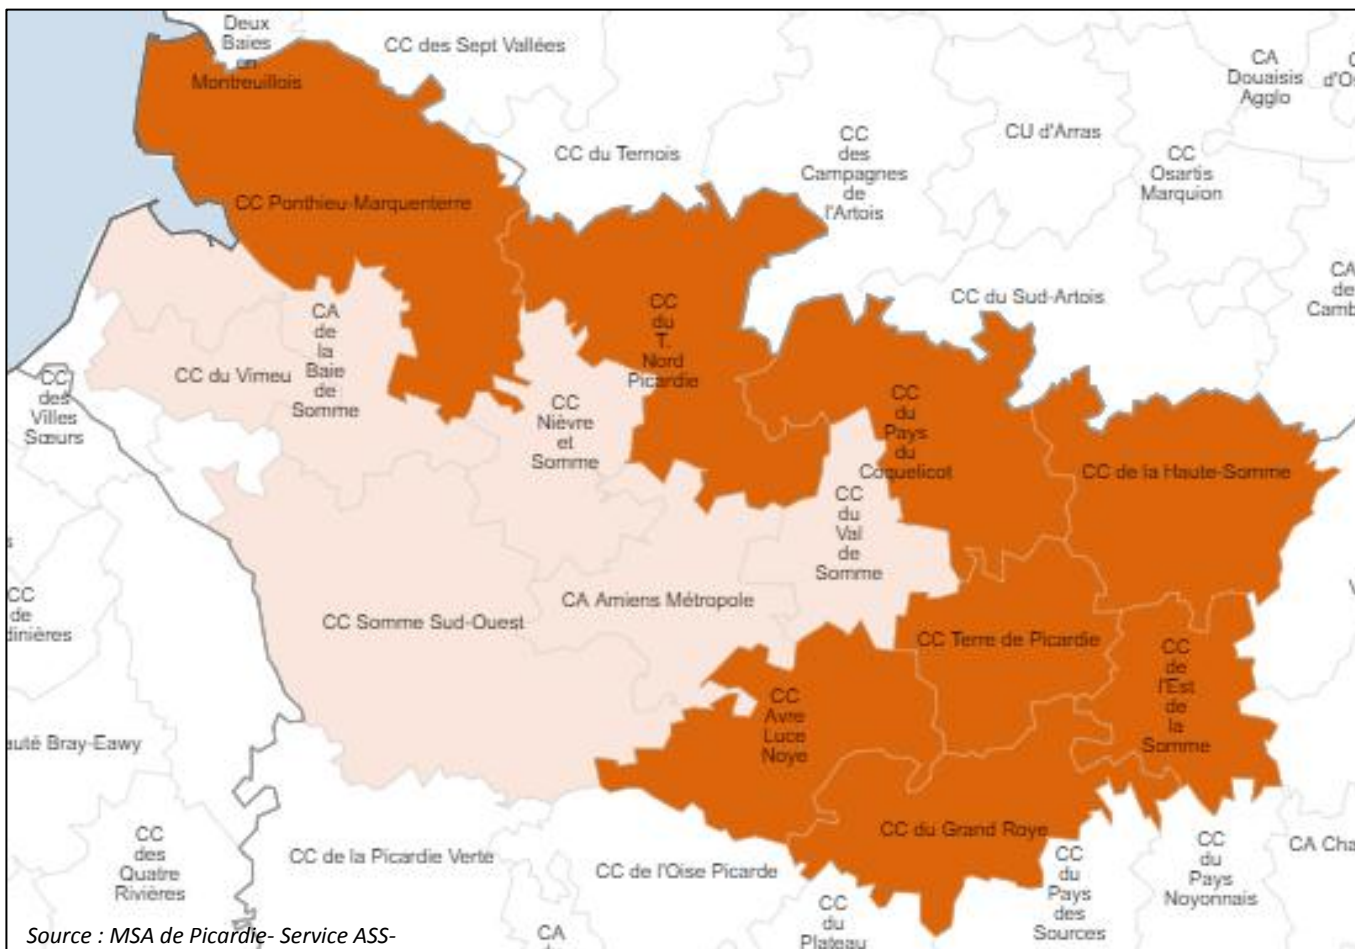 Deux
Baies
en
Montreuillois
CC des Sept Vallées
CA
Douaisis
Agglo
CC du Ternois
CC
des
Campagnes
de
l'Artois
CU d'Arras
CC
Osartis
Marquion
CC Ponthieu-Marquenterre
CC du Sud-Artois
CA
de
la
Baie
de
Somme
CC
du
T.
Nord
Picardie
CC du Vimeu
CC
des
Villes
Sœurs
CC
Nièvre
et
Somme
CC
du
Pays
du
Coquelicot
CC de la Haute-Somme
CC
du
Val
de
Somme
CC
de
CC Somme Sud-Ouest
CA Amiens Métropole
CC Terre de Picardie
CC
de
l'Est
de
la
Somme
CC
Avre
Luce
Noye
auté Bray-Eawy
CC
des
Quatre
Rivières
CC de la Picardie Verte
CC de l'Oise Picarde
CC du Grand Roye
CC
du
Pays
des
Sources
CC
du
Pays
Noyonnais
CA Cha
CC
du
Plateau
CA
Source : MSA de Picardie- Service ASS-